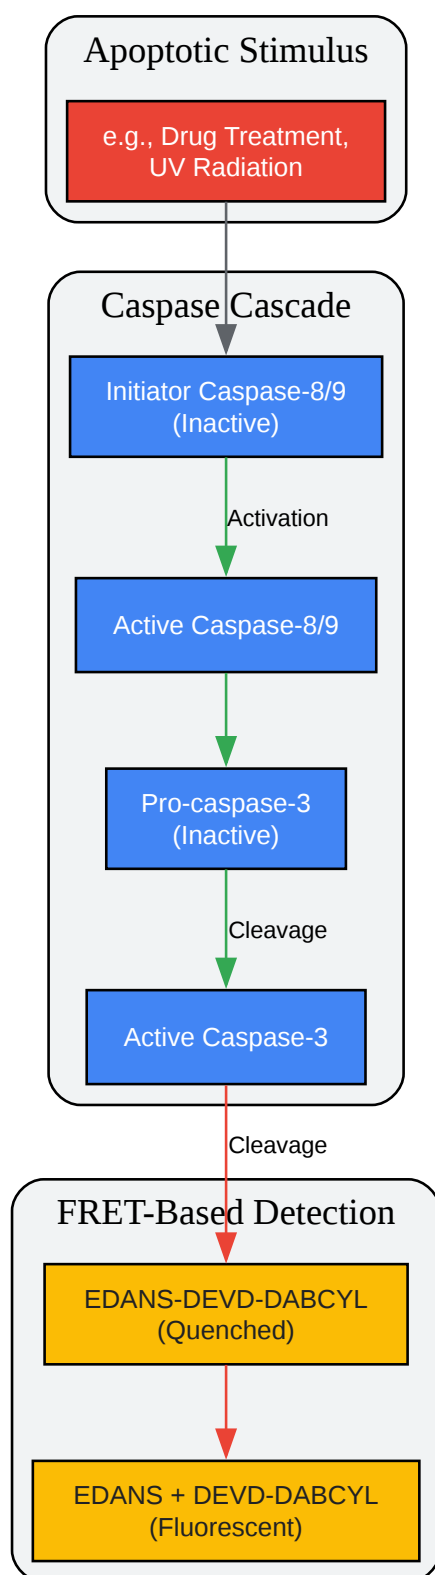 Apoptotic Stimulus
e.g., Drug Treatment,
UV Radiation
Caspase Cascade
Initiator Caspase-8/9
(Inactive)
Activation
Active Caspase-8/9
Pro-caspase-3
(Inactive)
Cleavage
Active Caspase-3
Cleavage
FRET-Based Detection
EDANS-DEVD-DABCYL
(Quenched)
EDANS + DEVD-DABCYL
(Fluorescent)